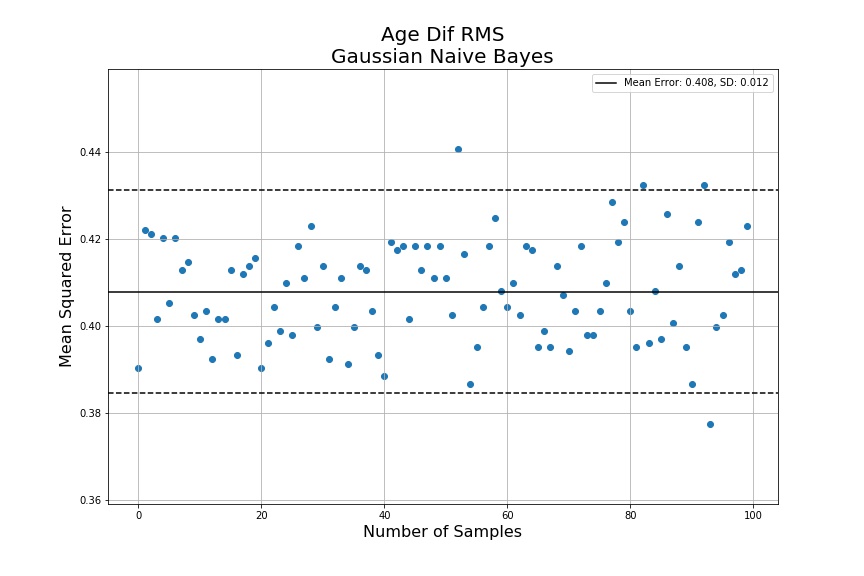 Age Dif RMS
Gaussian Naive Bayes
Mean Error: 0.408, SD: 0.012
0.44
0.42
0.40
0.38
0.36
Mean Squared Error
0 20 40 60 80 100
Number of Samples